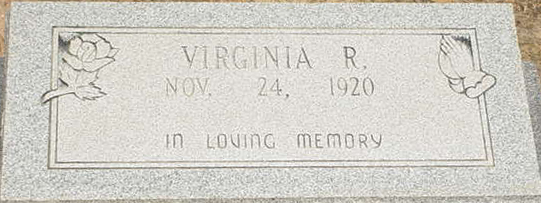 VIRGINIA R.
NOV. 24, 1920
IN LOVING MEMORY